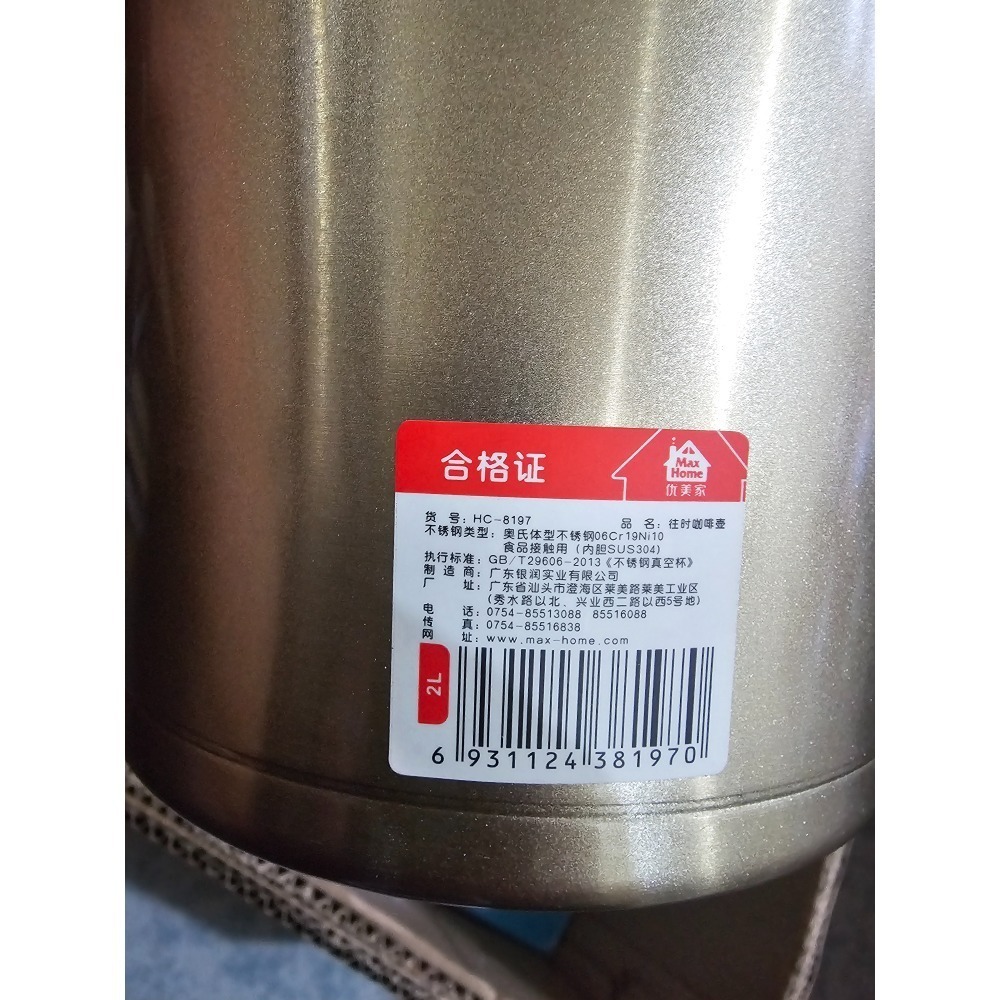 合格证
Max
Home
优美家
货 号：HC-8197 品 名：往时咖啡壶
不锈钢类型：奥氏体型不锈钢06Cr19Ni10
食品接触用（内胆SUS304）
执行标准：GB/T29606-2013《不锈钢真空杯》
制 造 商：广东银润实业有限公司
厂 址：广东省汕头市澄海区莱美路莱美工业区
（秀水路以北、兴业西二路以西5号地）
电 话：0754-85513088 85516088
传 真：0754-85516838
网 址：www.max-home.com
2L
6 931124 381970